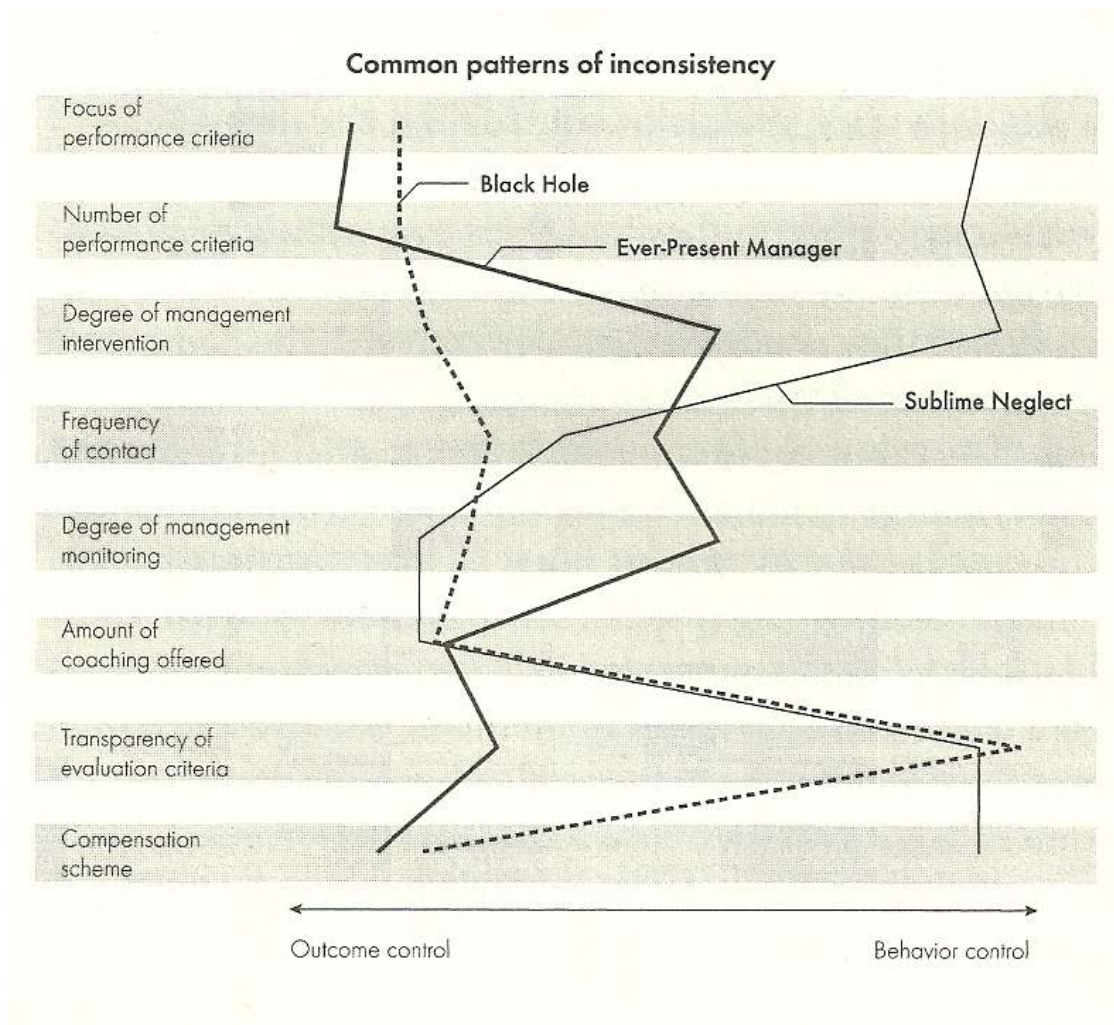 Common patterns of inconsistency
Focus of
performance criteria
Black Hole
Number of
performance criteria
Ever-Present Manager
Degree of management
intervention
Sublime Neglect
Frequency
of contact
Degree of management
monitoring
Amount of
coaching offered
Transparency of
evaluation criteria
Compensation
scheme
Outcome control
Behavior control